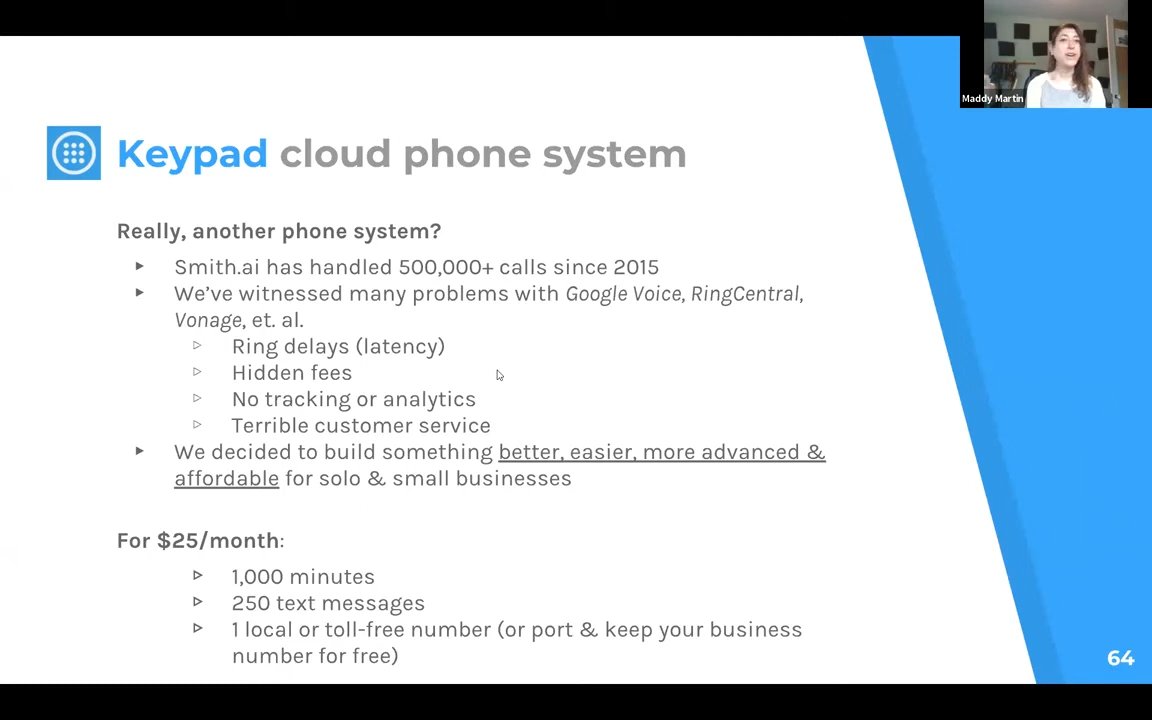 Maddy Martin
Keypad cloud phone system
Really, another phone system?
Smith.ai has handled 500,000+ calls since 2015
We’ve witnessed many problems with Google Voice, RingCentral,
Vonage, et. al.
Ring delays (latency)
Hidden fees
No tracking or analytics
Terrible customer service
We decided to build something better, easier, more advanced &
affordable for solo & small businesses
For $25/month:
1,000 minutes
250 text messages
1 local or toll-free number (or port & keep your business
number for free)
64